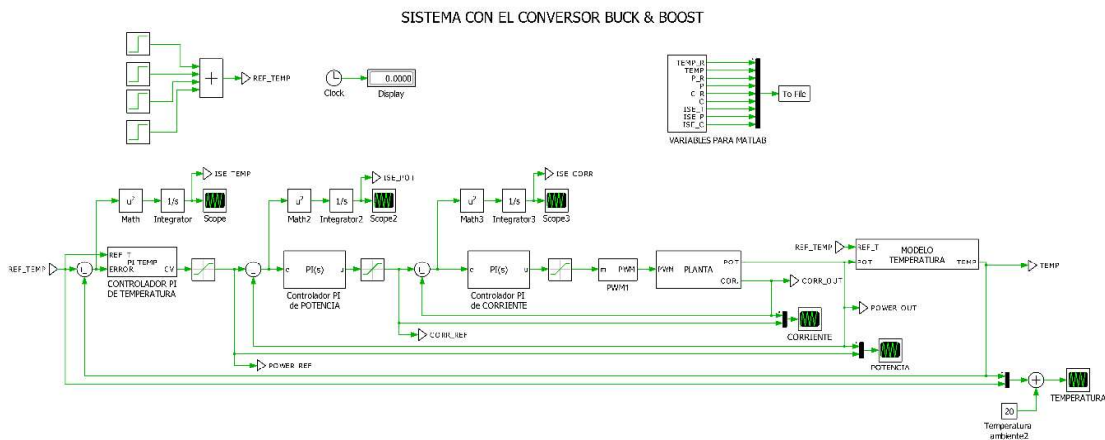 SISTEMA CON EL CONVERSOR BUCK & BOOST
REF_TEMP
Clock
0.0000
Display
TEMP_R
TEMP
P_R
P
C_R
C
ISE_T
ISE_P
ISE_C
To File
VARIABLES PARA MATLAB
ISE_TEMP
ISE_POT
ISE_CORR
u²
1/s
Math
Integrator
Scope
u²
1/s
Math2
Integrator2
Scope2
u²
1/s
Math3
Integrator3
Scope3
REF_TEMP
REF_T
PI TEMP
ERROR
CV
CONTROLADOR PI
DE TEMPERATURA
e
PI(s)
u
Controlador PI
de POTENCIA
e
PI(s)
u
Controlador PI
de CORRIENTE
m
PWM
PWM1
PWM
PLANTA
POT
COR.
REF_TEMP
REF_T
MODELO
TEMPERATURA
POT
TEMP
TEMP
CORR_OUT
POWER_OUT
CORRIENTE
CORR_REF
POTENCIA
POWER_REF
20
Temperatura
ambiente2
TEMPERATURA